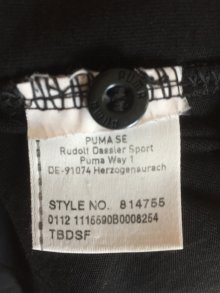 PUMA SE
Rudolf Dassler Sport
Puma Way 1
DE-91074 Herzogenaurach
STYLE NO. 814755
0112 1116690B0008254
TBDSF